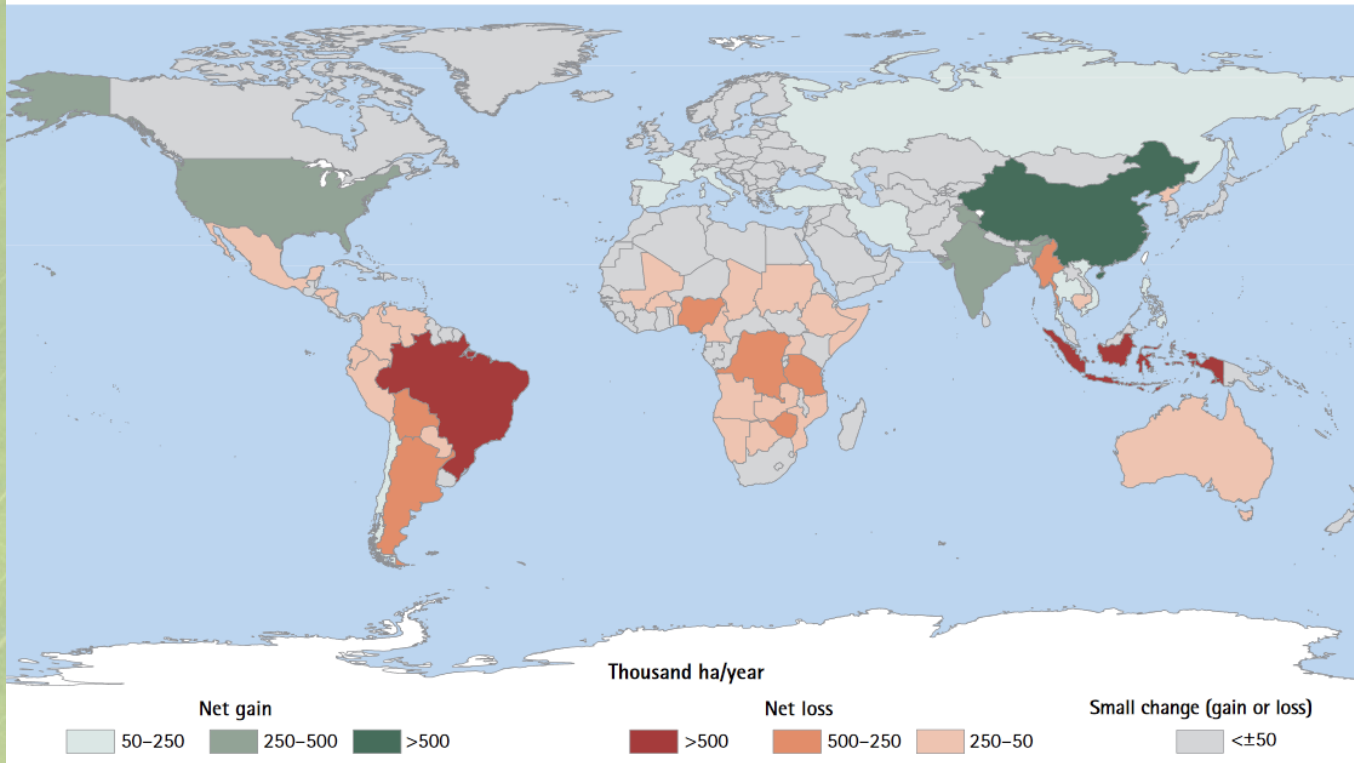 Thousand ha/year
Net gain
50–250
250–500
>500
Net loss
>500
500–250
250–50
Small change (gain or loss)
<±50